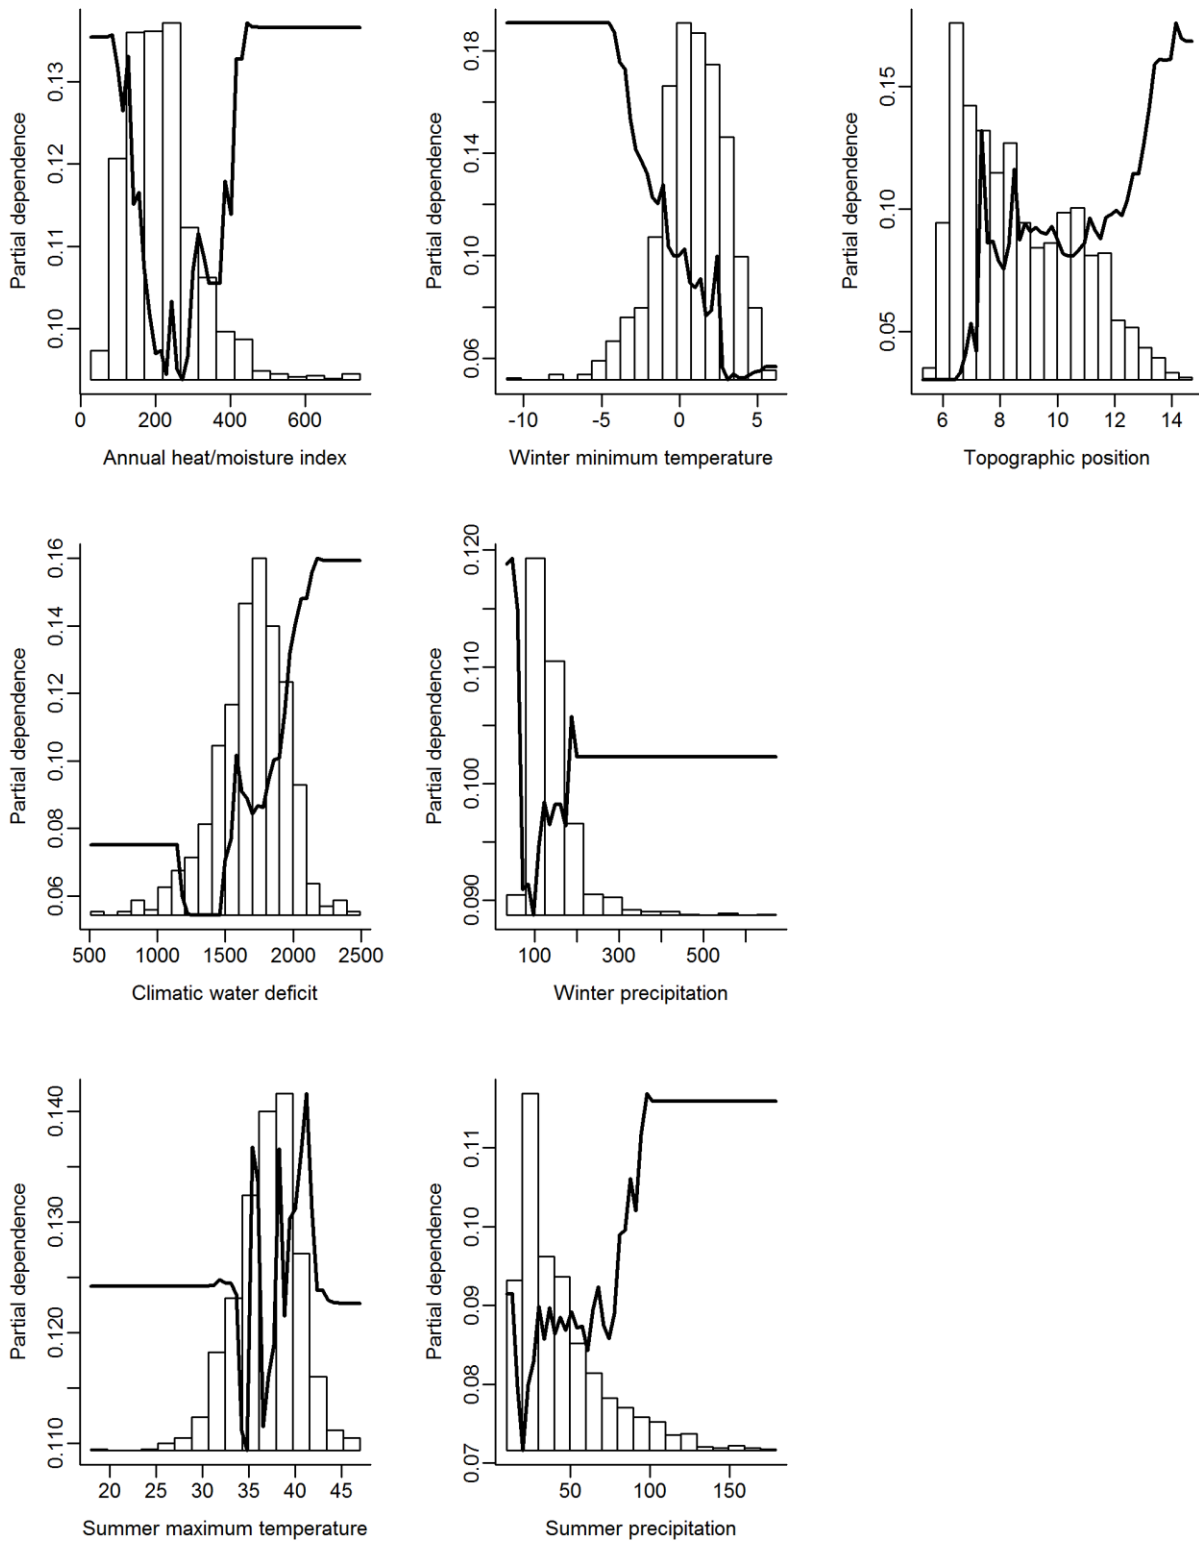 Partial dependence
0.10 0.11 0.12 0.13
0 200 400 600
Annual heat/moisture index
Partial dependence
0.06 0.10 0.14 0.18
-10 -5 0 5
Winter minimum temperature
Partial dependence
0.05 0.10 0.15
6 8 10 12 14
Topographic position
Partial dependence
0.06 0.08 0.10 0.12 0.14 0.16
500 1000 1500 2000 2500
Climatic water deficit
Partial dependence
0.090 0.100 0.110 0.120
100 300 500
Winter precipitation
Partial dependence
0.110 0.120 0.130 0.140
20 25 30 35 40 45
Summer maximum temperature
Partial dependence
0.07 0.08 0.09 0.10 0.11
50 100 150
Summer precipitation